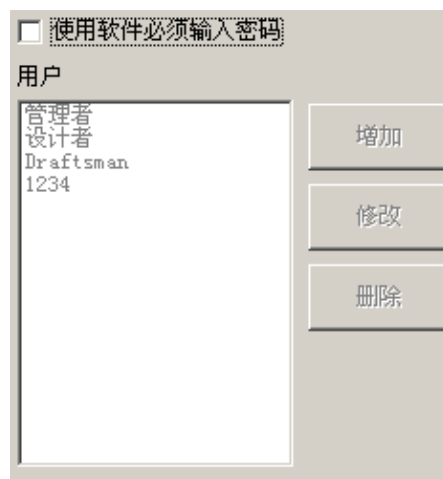 使用软件必须输入密码
用户
管理者
设计者
Draftsman
1234
增加
修改
删除